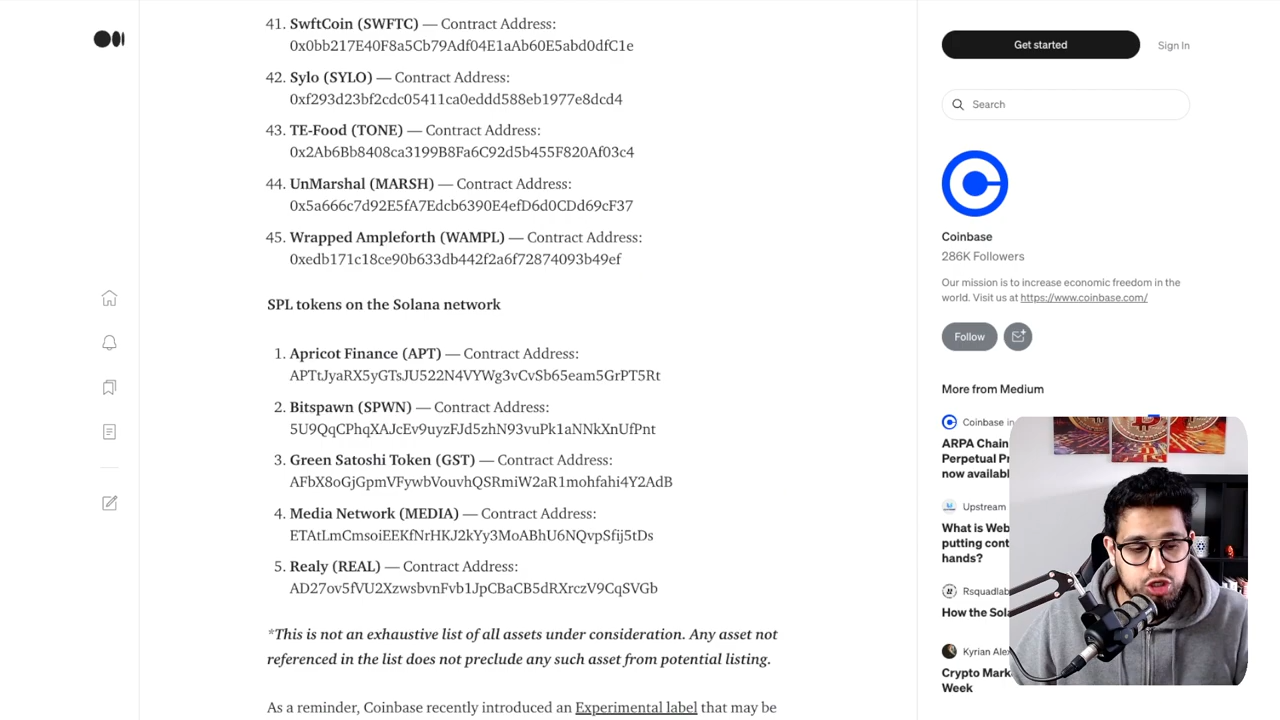 41. SwftCoin (SWFTC) — Contract Address:
0x0bb217E40F8a5Cb79Adf04E1aAb60E5abd0dfC1e
42. Sylo (SYLO) — Contract Address:
0xf293d23bf2cdc05411ca0eddd588eb1977e8dcd4
43. TE-Food (TONE) — Contract Address:
0x2Ab6Bb8408ca3199B8Fa6C92d5b455F820Af03c4
44. UnMarshal (MARSH) — Contract Address:
0x5a666c7d92E5fA7Edcb6390E4efD6d0CDd69cF37
45. Wrapped Ampleforth (WAMPL) — Contract Address:
0xedb171c18ce90b633db442f2a6f72874093b49ef
SPL tokens on the Solana network
1. Apricot Finance (APT) — Contract Address:
APTtJyaRX5yGTsJU522N4VYWg3vCvSb65eam5GrPT5Rt
2. Bitspawn (SPWN) — Contract Address:
5U9QqCPhqXAJcEv9uyzFJd5zhN93vuPk1aNNkXnUfPnt
3. Green Satoshi Token (GST) — Contract Address:
AFbX8oGjGpmVFywbVouvhQSRmiW2aR1mohfahi4Y2AdB
4. Media Network (MEDIA) — Contract Address:
ETAtLmCmsoiEEKfNrHKJ2kYy3MoABhU6NQvpSfij5tDs
5. Realy (REAL) — Contract Address:
AD27ov5fVU2XzwsbvnFvb1JpCBaCB5dRXrczV9CqSVGb
*This is not an exhaustive list of all assets under consideration. Any asset not
referenced in the list does not preclude any such asset from potential listing.
As a reminder, Coinbase recently introduced an Experimental label that may be
Get started
Sign In
Search
Coinbase
286K Followers
Our mission is to increase economic freedom in the
world. Visit us at https://www.coinbase.com/
Follow
More from Medium
Coinbase in
ARPA Chain
Perpetual Pr
now availabl
Upstream
What is Web
putting cont
hands?
Rsquadlab
How the Sola
Kyrian Alex
Crypto Mark
Week